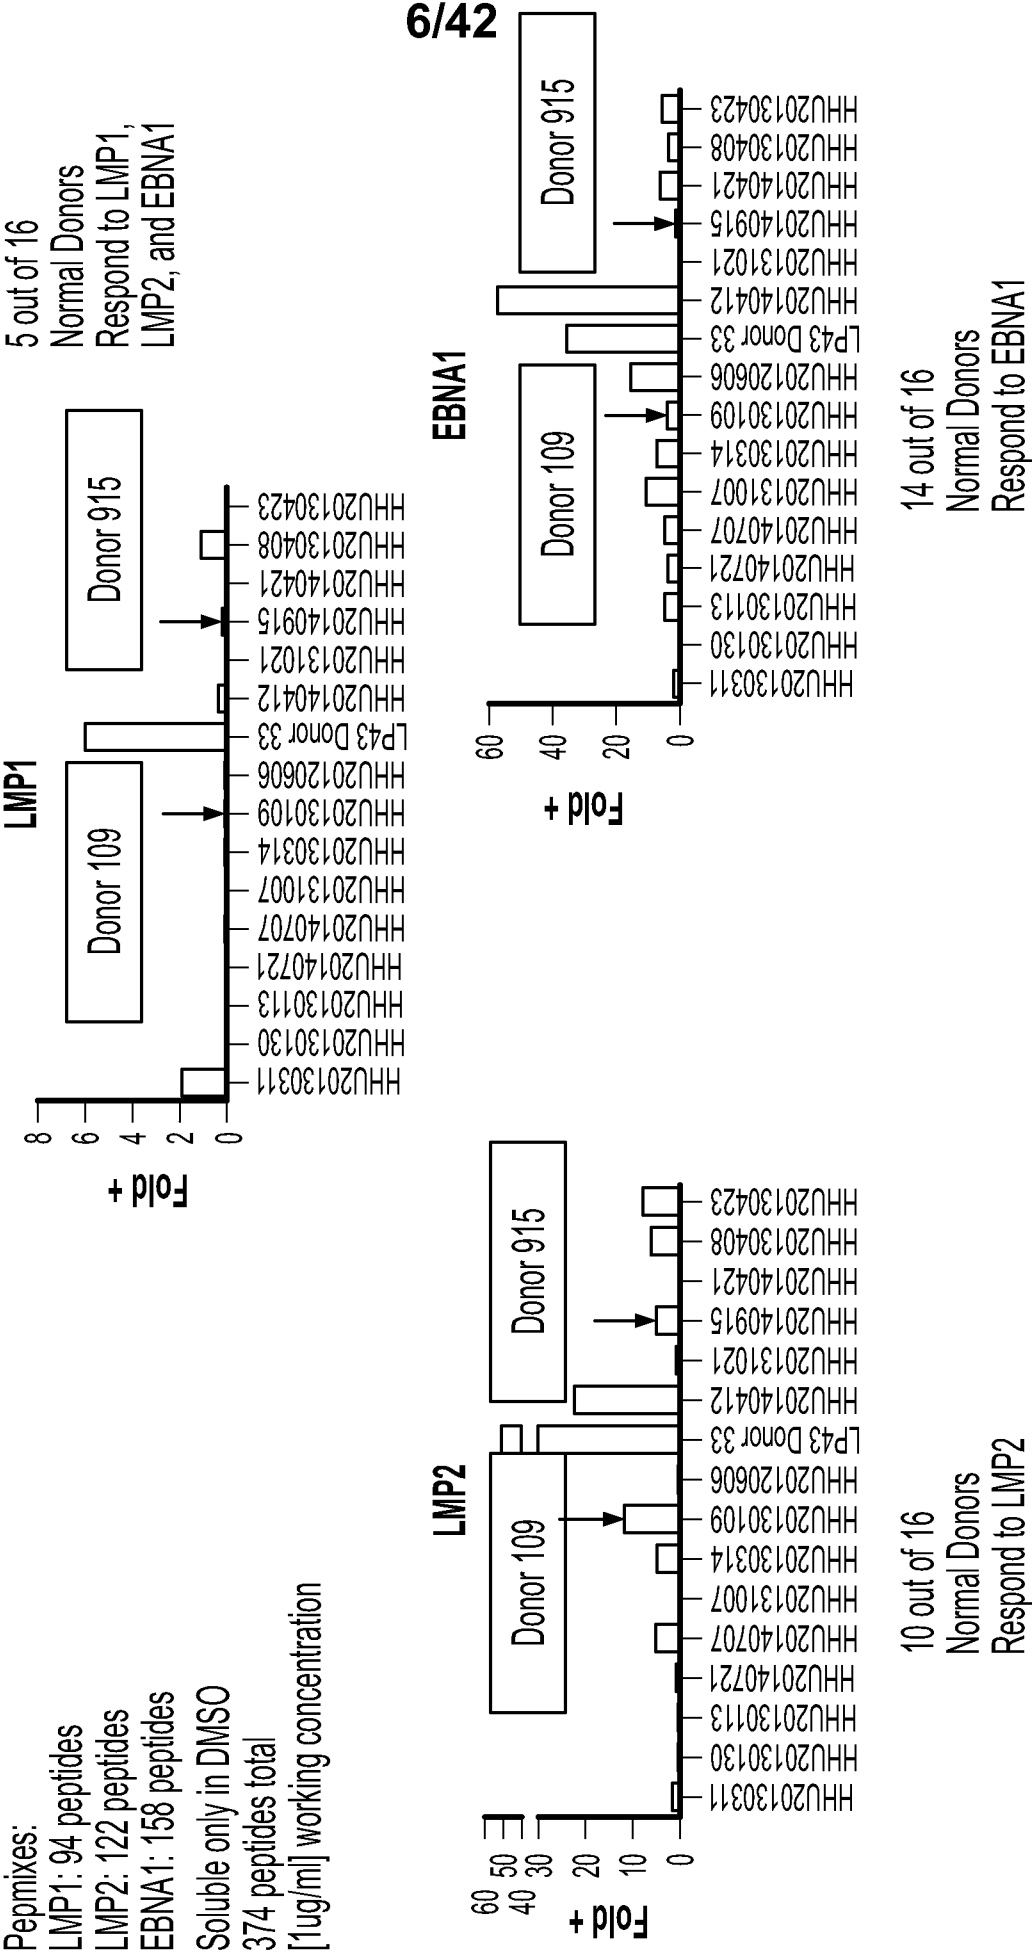 6/42
Pepmixes:
LMP1: 94 peptides
LMP2: 122 peptides
EBNA1: 158 peptides
Soluble only in DMSO
374 peptides total
[1ug/ml] working concentration
LMP1
5 out of 16
Normal Donors
Respond to LMP1,
LMP2, and EBNA1
Donor 109
Donor 915
Fold +
8
6
4
2
0
HHU20130311
HHU20130130
HHU20130113
HHU20140721
HHU20140707
HHU20131007
HHU20130314
HHU20130109
HHU20120606
LP43 Donor 33
HHU20140412
HHU20131021
HHU20140915
HHU20140421
HHU20130408
HHU20130423
LMP2
Donor 109
Donor 915
Fold +
60
50
40
30
20
10
0
HHU20130311
HHU20130130
HHU20130113
HHU20140721
HHU20140707
HHU20131007
HHU20130314
HHU20130109
HHU20120606
LP43 Donor 33
HHU20140412
HHU20131021
HHU20140915
HHU20140421
HHU20130408
HHU20130423
10 out of 16
Normal Donors
Respond to LMP2
EBNA1
Donor 109
Donor 915
Fold +
60
40
20
0
HHU20130311
HHU20130130
HHU20130113
HHU20140721
HHU20140707
HHU20131007
HHU20130314
HHU20130109
HHU20120606
LP43 Donor 33
HHU20140412
HHU20131021
HHU20140915
HHU20140421
HHU20130408
HHU20130423
14 out of 16
Normal Donors
Respond to EBNA1